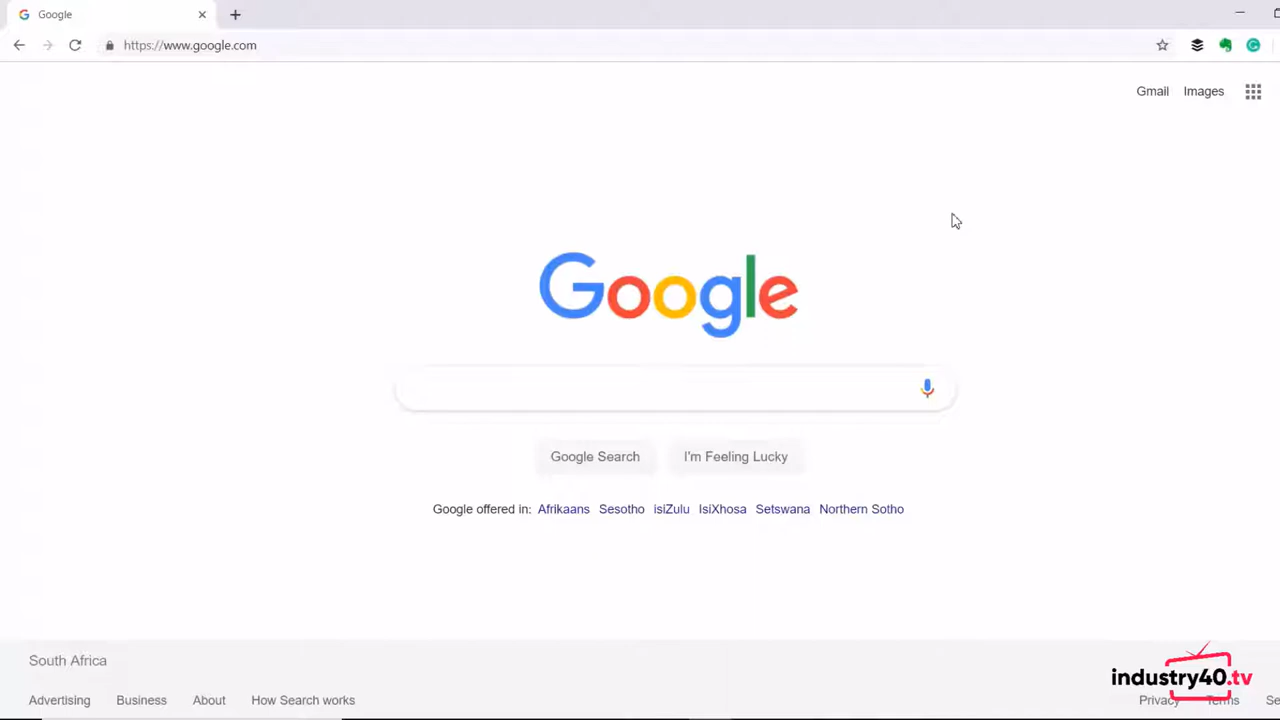 Google
https://www.google.com
Gmail Images
Google
Google Search I'm Feeling Lucky
Google offered in: Afrikaans Sesotho isiZulu IsiXhosa Setswana Northern Sotho
South Africa
industry40.tv
Advertising Business About How Search works Privacy Terms